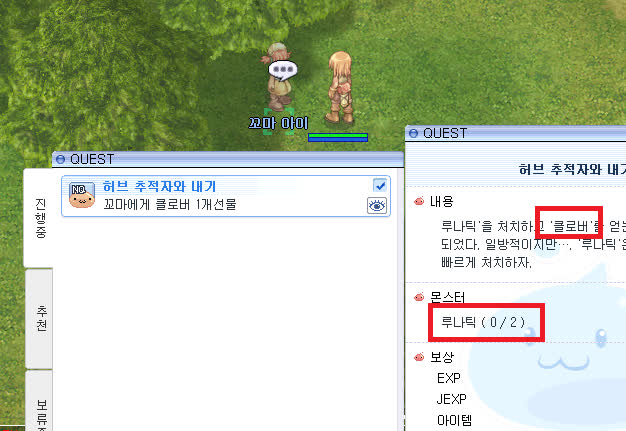 꼬마 아이
QUEST
진행중
허브 추적자와 내기
꼬마에게 클로버 1개선물
추천
보류
QUEST
허브 추적자와 내기
내용
루나틱'을 처치하고 '클로버'를 얻는
되었다. 일방적이지만…, '루나틱'은
빠르게 처치하자.
몬스터
루나틱 ( 0 / 2 )
보상
EXP
JEXP
아이템